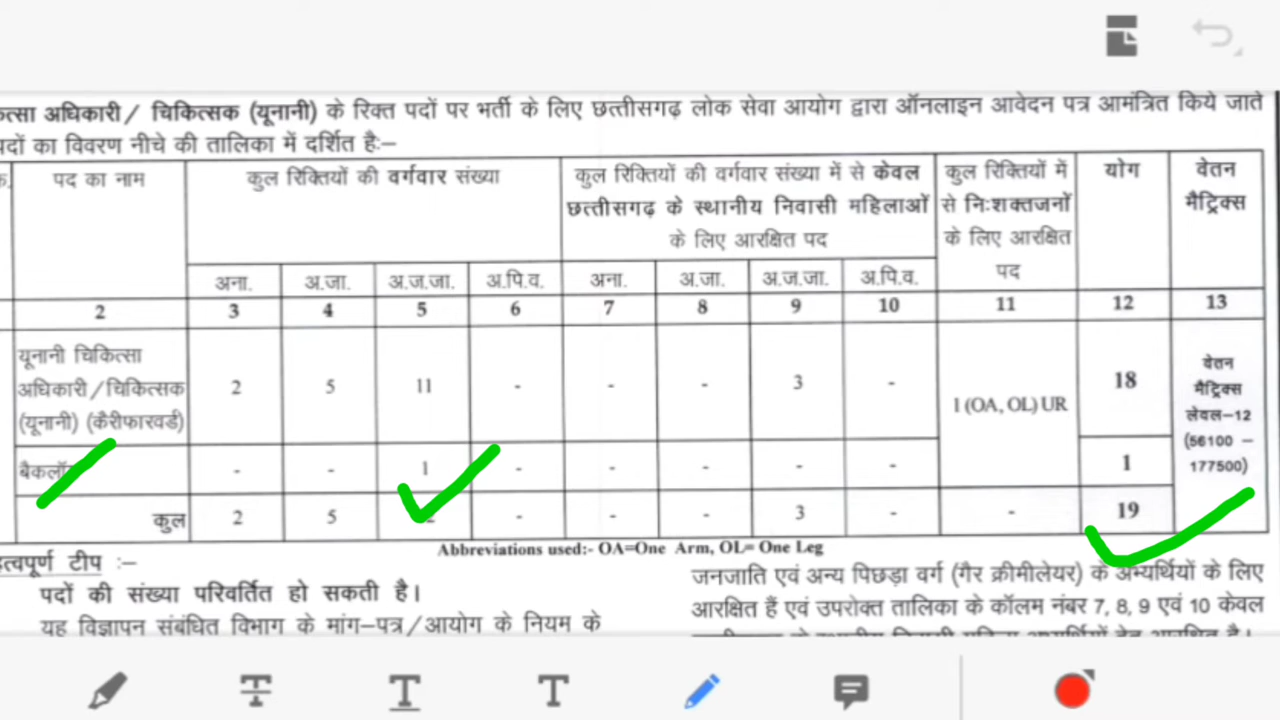 चिकित्सा अधिकारी/ चिकित्सक (यूनानी) के रिक्त पदों पर भर्ती के लिए छत्तीसगढ़ लोक सेवा आयोग द्वारा ऑनलाइन आवेदन पत्र आमंत्रित किये जाते
पदों का विवरण नीचे की तालिका में दर्शित है:–
पद का नाम
कुल रिक्तियों की वर्गवार संख्या
कुल रिक्तियों की वर्गवार संख्या में से केवल
छत्तीसगढ़ के स्थानीय निवासी महिलाओं
के लिए आरक्षित पद
कुल रिक्तियों में
से निःशक्तजनों
के लिए आरक्षित
पद
योग
वेतन
मैट्रिक्स
अना. अ.जा. अ.ज.जा. अ.पि.व. अना. अ.जा. अ.ज.जा. अ.पि.व.
2 3 4 5 6 7 8 9 10 11 12 13
यूनानी चिकित्सा
अधिकारी/चिकित्सक
(यूनानी) (कैरीफारवर्ड)
2 5 11 - - - 3 -
1 (OA, OL) UR
18
वेतन
मैट्रिक्स
लेवल–12
(56100 –
177500)
- - 1 - - - - - 1
कुल 2 5 - - - 3 - - 19
Abbreviations used:- OA=One Arm, OL= One Leg
टीप :–
पदों की संख्या परिवर्तित हो सकती है।
यह विज्ञापन संबंधित विभाग के मांग–पत्र/आयोग के नियम के
जनजाति एवं अन्य पिछड़ा वर्ग (गैर क्रीमीलेयर) के अभ्यर्थियों के लिए
आरक्षित हैं एवं उपरोक्त तालिका के कॉलम नंबर 7, 8, 9 एवं 10 केवल